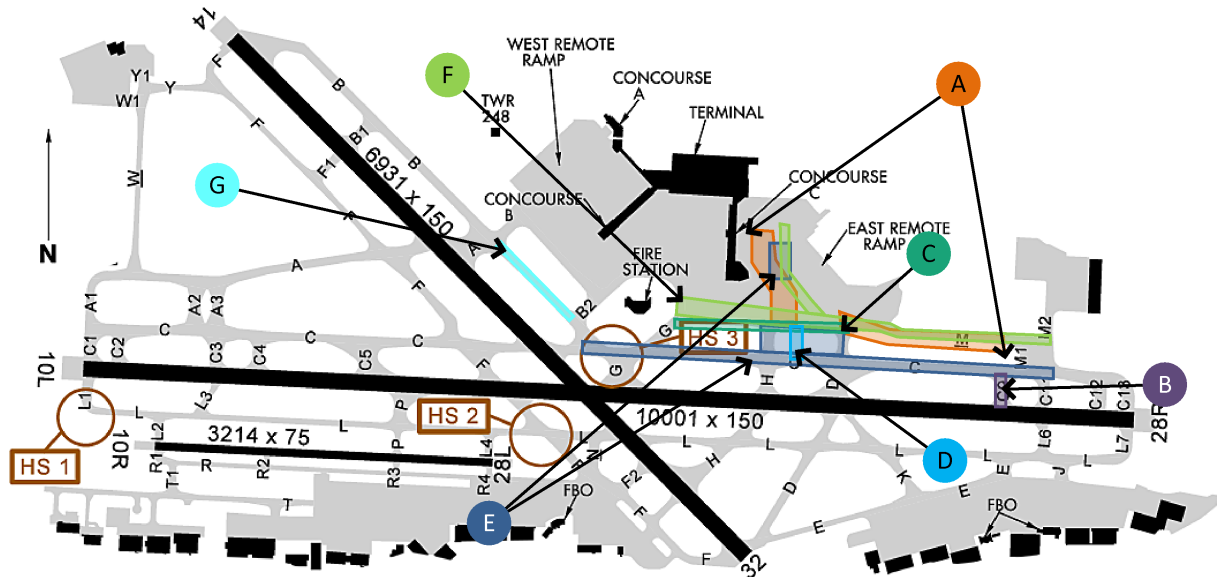 14
WEST REMOTE
RAMP
CONCOURSE
A
TERMINAL
TWR
248
F
A
Y1
Y
W1
W
F
B
F
B1
B
F1
6931 x 150
F
G
CONCOURSE
B
CONCOURSE
C
EAST REMOTE
RAMP
C
N
A
A
F
FIRE
STATION
B2
A1
A2
A3
G
HS 3
M2
M1
C
C
C
C
C1
C2
C3
C4
C5
F
G
H
D
C
B
10L
L1
L
L3
P
L
HS 2
10001 x 150
C12
C13
28R
HS 1
10R
L2
3214 x 75
P
L4
28L
N
L
L
L
L
L6
L7
R1
R
R2
R3
R4
T1
T
F2
H
D
K
E
E
J
L
D
E
FBO
F
E
F
FBO
32